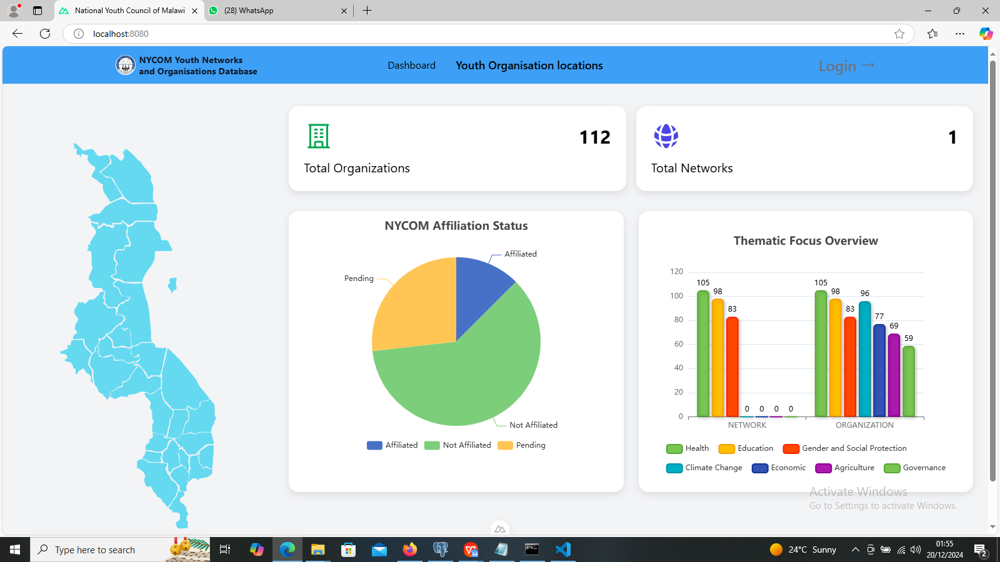 National Youth Council of Malawi
(28) WhatsApp
localhost:8080
NYCOM Youth Networks
and Organisations Database
Dashboard
Youth Organisation locations
Login →
112
Total Organizations
1
Total Networks
NYCOM Affiliation Status
Affiliated
Pending
Not Affiliated
Affiliated
Not Affiliated
Pending
Thematic Focus Overview
120
100
80
60
40
20
0
105
98
83
0
0
0
0
105
98
83
96
77
69
59
NETWORK
ORGANIZATION
Health
Education
Gender and Social Protection
Climate Change
Economic
Agriculture
Governance
Activate Windows
Go to Settings to activate Windows.
Type here to search
24°C Sunny
01:55
20/12/2024
2